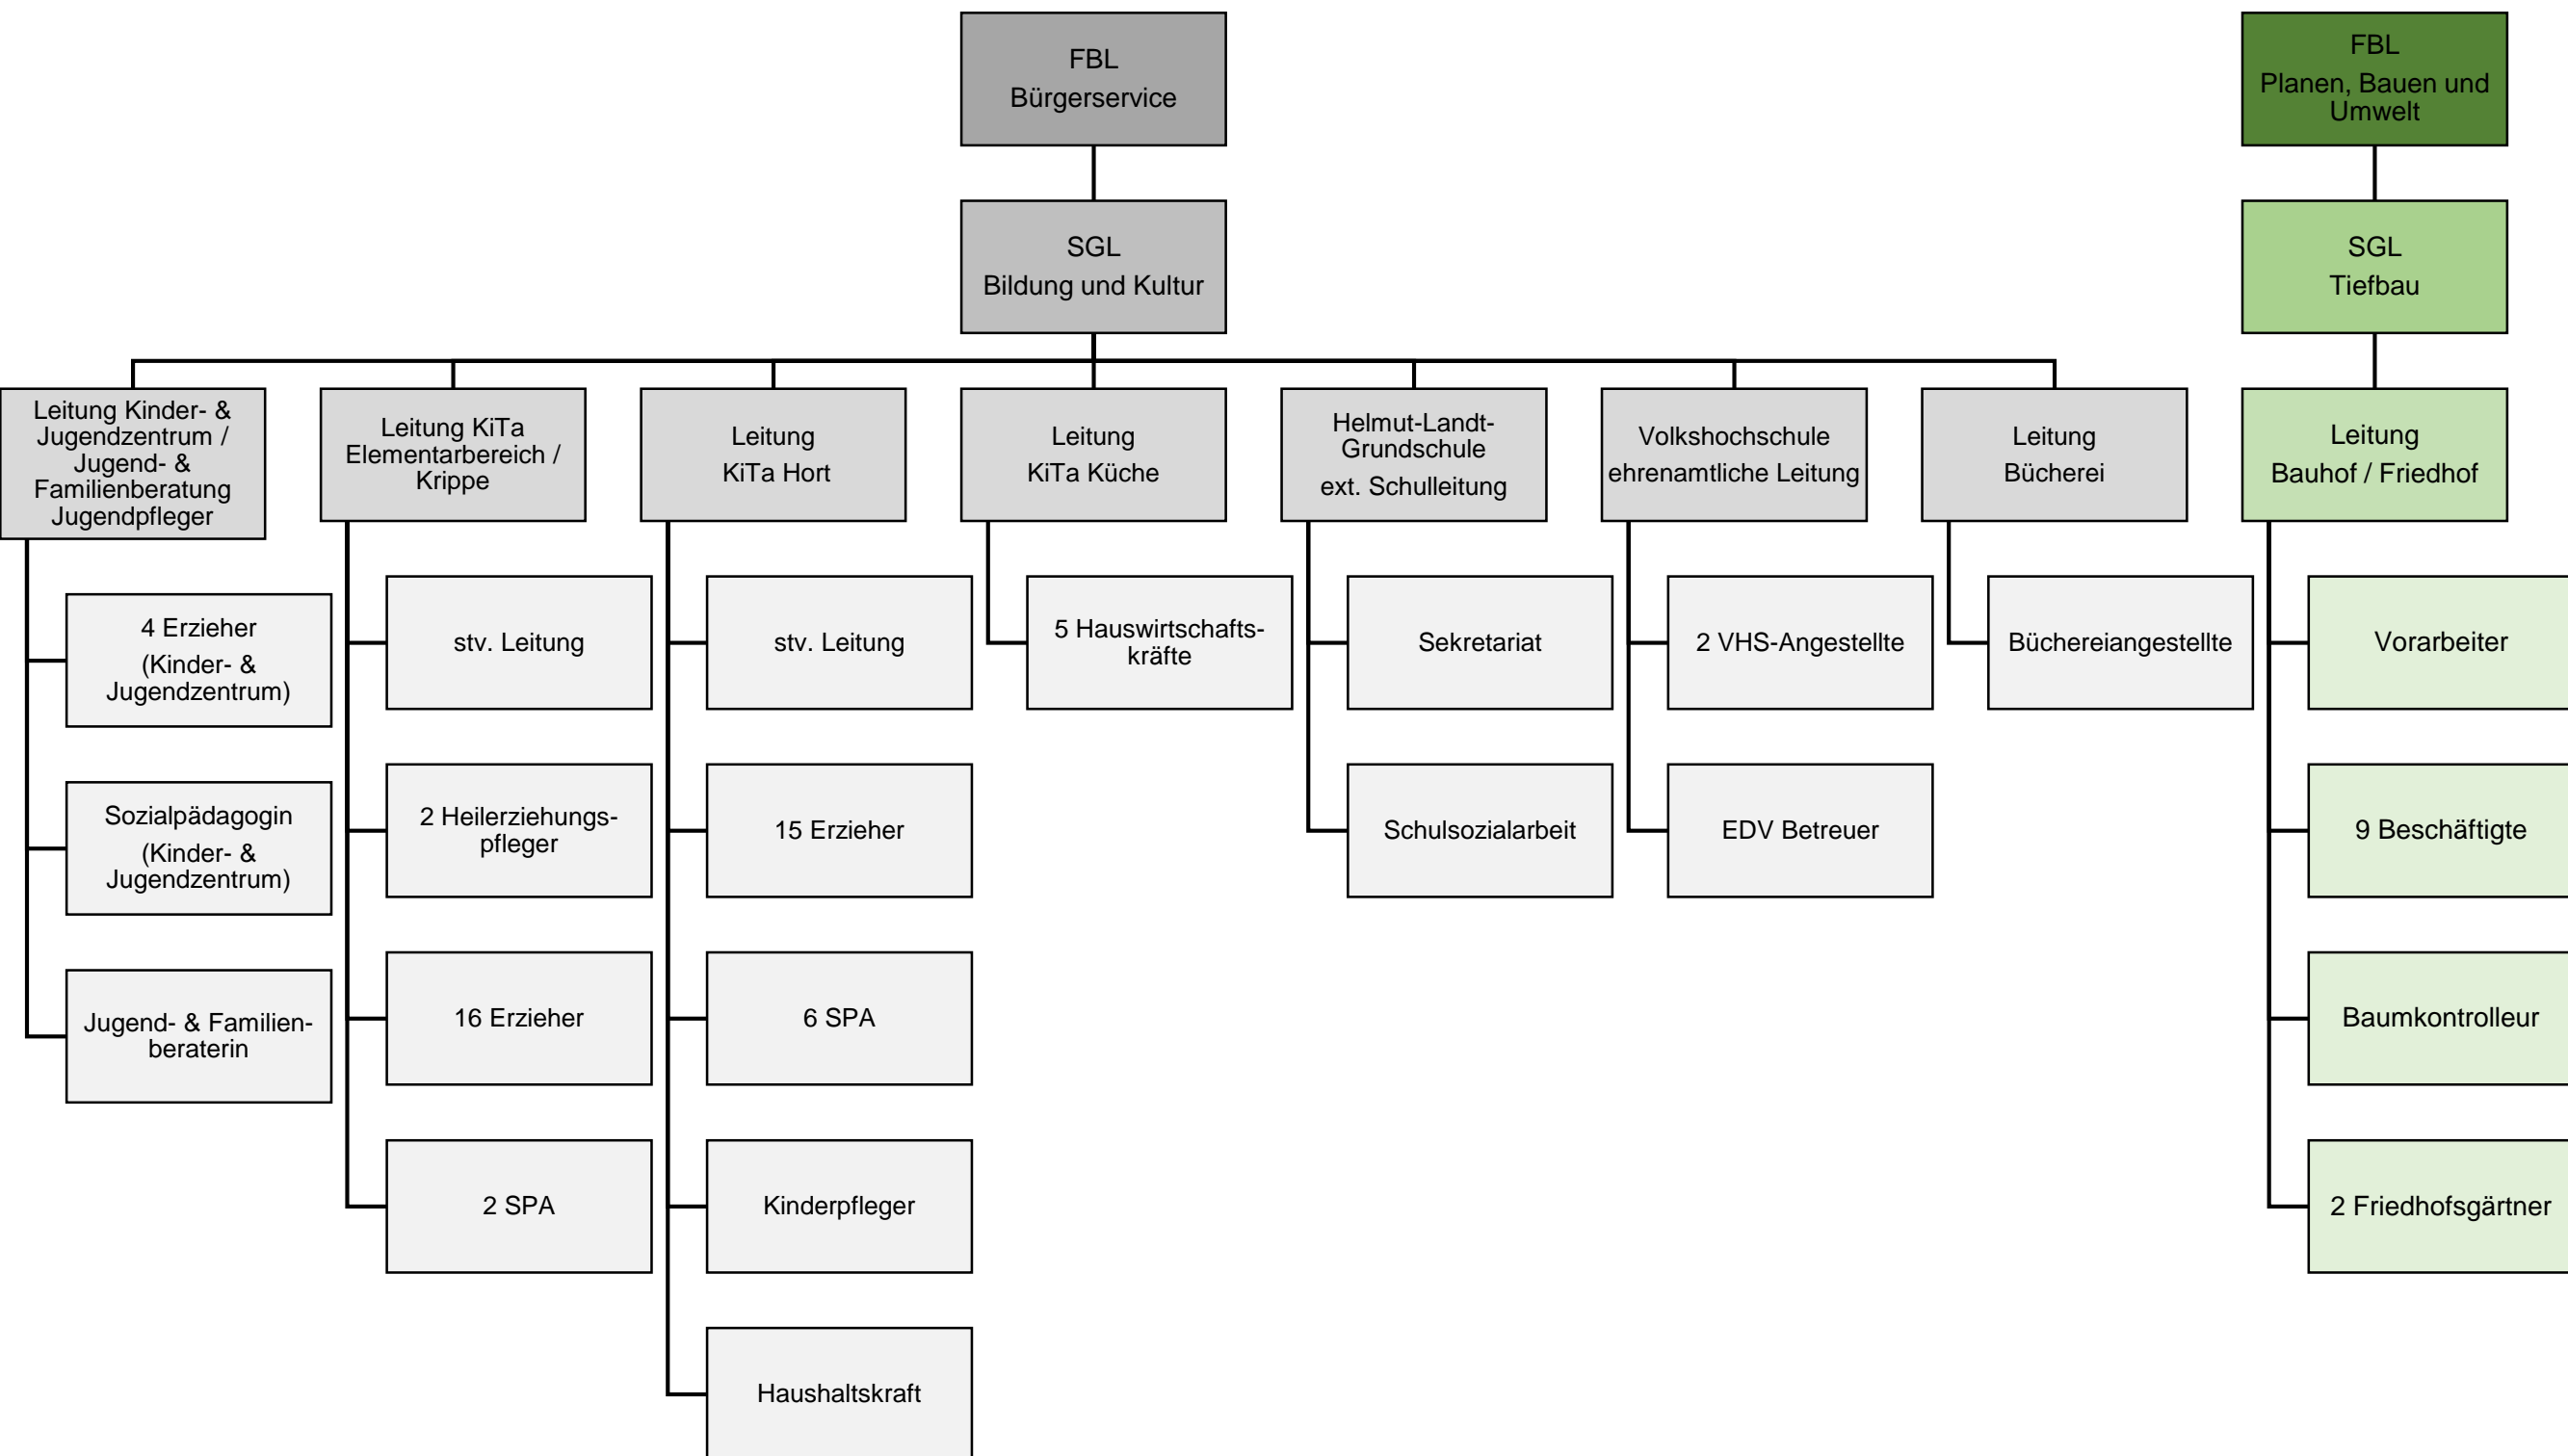 FBL
Bürgerservice
FBL
Planen, Bauen und
Umwelt
SGL
Bildung und Kultur
SGL
Tiefbau
Leitung Kinder- &
Jugendzentrum /
Jugend- &
Familienberatung
Jugendpfleger
Leitung KiTa
Elementarbereich /
Krippe
Leitung
KiTa Hort
Leitung
KiTa Küche
Helmut-Landt-
Grundschule
ext. Schulleitung
Volkshochschule
ehrenamtliche Leitung
Leitung
Bücherei
Leitung
Bauhof / Friedhof
4 Erzieher
(Kinder- &
Jugendzentrum)
Sozialpädagogin
(Kinder- &
Jugendzentrum)
Jugend- & Familien-
beraterin
stv. Leitung
2 Heilerziehungs-
pfleger
16 Erzieher
2 SPA
stv. Leitung
15 Erzieher
6 SPA
Kinderpfleger
Haushaltskraft
5 Hauswirtschafts-
kräfte
Sekretariat
Schulsozialarbeit
2 VHS-Angestellte
EDV Betreuer
Büchereiangestellte
Vorarbeiter
9 Beschäftigte
Baumkontrolleur
2 Friedhofsgärtner